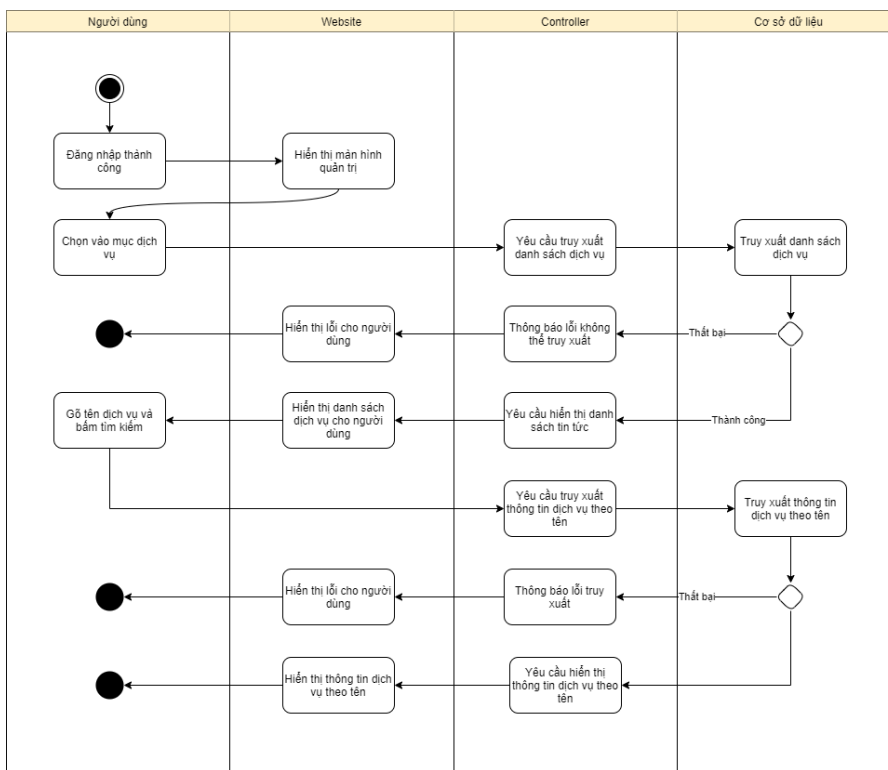 Người dùng
Website
Controller
Cơ sở dữ liệu
Đăng nhập thành
công
Hiển thị màn hình
quản trị
Chọn vào mục dịch
vụ
Yêu cầu truy xuất
danh sách dịch vụ
Truy xuất danh sách
dịch vụ
Hiển thị lỗi cho người
dùng
Thông báo lỗi không
thể truy xuất
Thất bại
Gõ tên dịch vụ và
bấm tìm kiếm
Hiển thị danh sách
dịch vụ cho người
dùng
Yêu cầu hiển thị danh
sách tin tức
Thành công
Yêu cầu truy xuất
thông tin dịch vụ theo
tên
Truy xuất thông tin
dịch vụ theo tên
Hiển thị lỗi cho người
dùng
Thông báo lỗi truy
xuất
Thất bại
Hiển thị thông tin dịch
vụ theo tên
Yêu cầu hiển thị
thông tin dịch vụ theo
tên